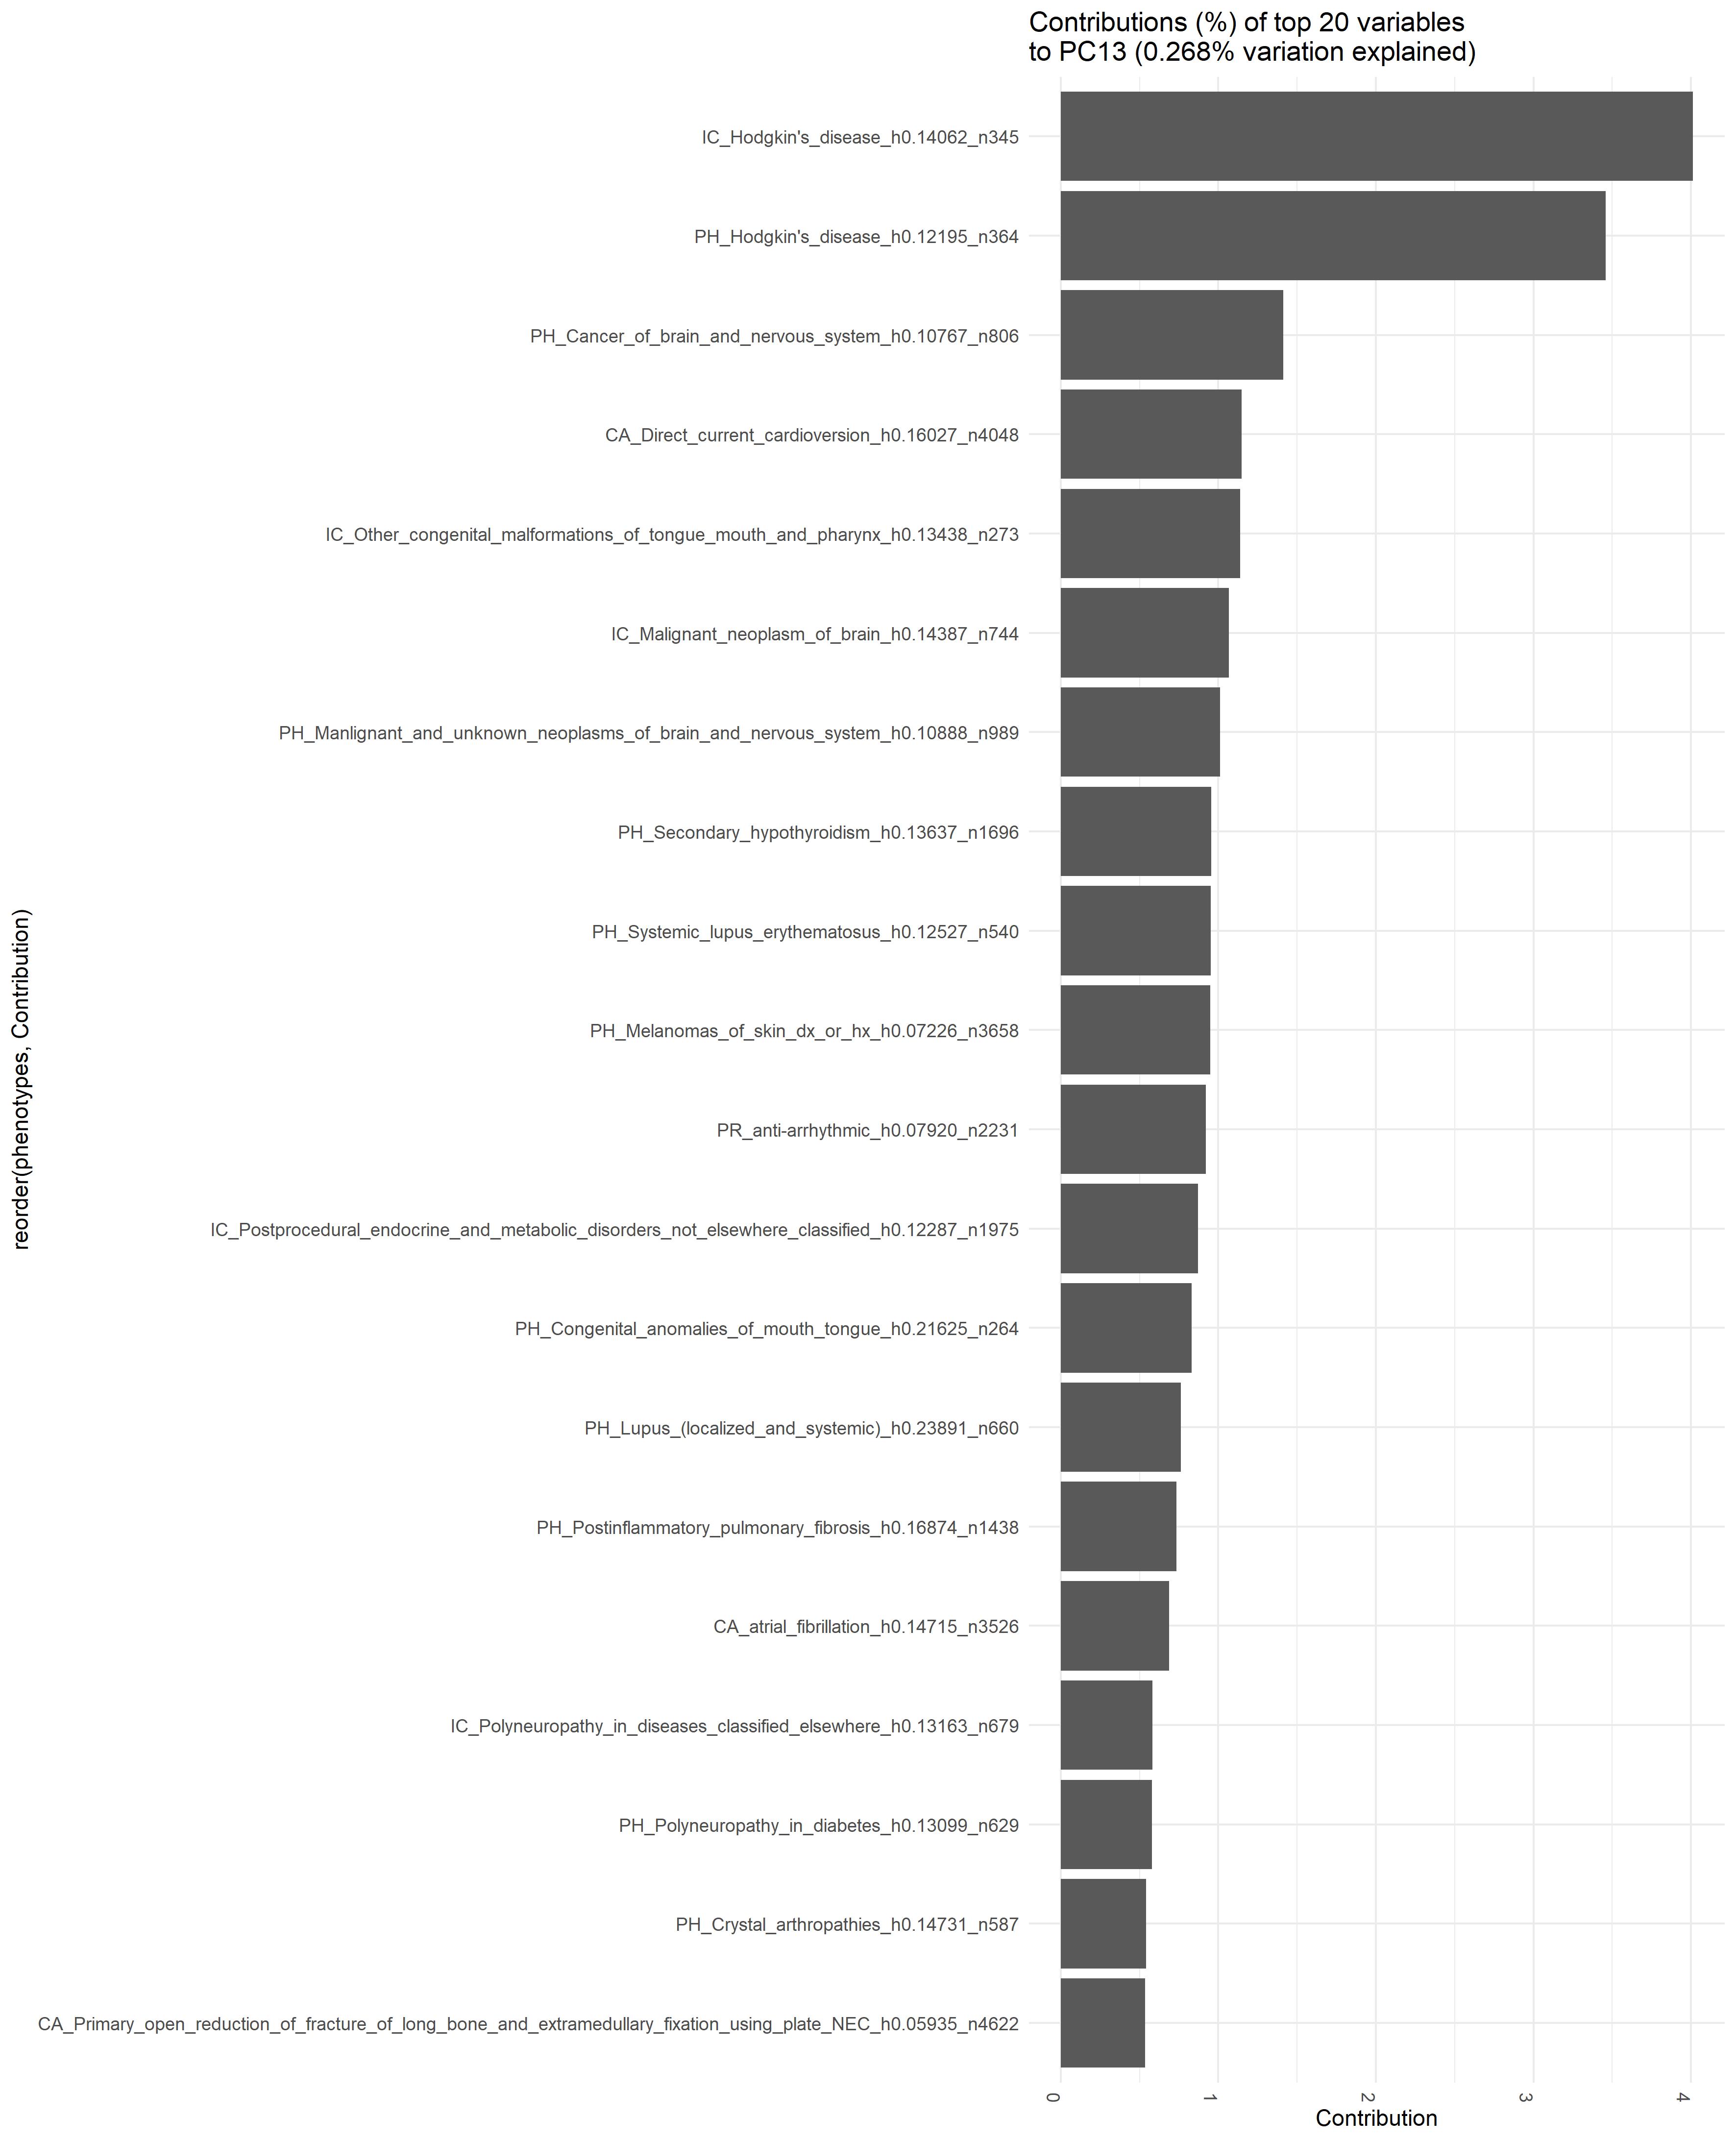 Contributions (%) of top 20 variables
to PC13 (0.268% variation explained)
IC_Hodgkin's_disease_h0.14062_n345
PH_Hodgkin's_disease_h0.12195_n364
PH_Cancer_of_brain_and_nervous_system_h0.10767_n806
CA_Direct_current_cardioversion_h0.16027_n4048
IC_Other_congenital_malformations_of_tongue_mouth_and_pharynx_h0.13438_n273
IC_Malignant_neoplasm_of_brain_h0.14387_n744
PH_Manlignant_and_unknown_neoplasms_of_brain_and_nervous_system_h0.10888_n989
PH_Secondary_hypothyroidism_h0.13637_n1696
PH_Systemic_lupus_erythematosus_h0.12527_n540
PH_Melanomas_of_skin_dx_or_hx_h0.07226_n3658
PR_anti-arrhythmic_h0.07920_n2231
IC_Postprocedural_endocrine_and_metabolic_disorders_not_elsewhere_classified_h0.12287_n1975
PH_Congenital_anomalies_of_mouth_tongue_h0.21625_n264
PH_Lupus_(localized_and_systemic)_h0.23891_n660
PH_Postinflammatory_pulmonary_fibrosis_h0.16874_n1438
CA_atrial_fibrillation_h0.14715_n3526
IC_Polyneuropathy_in_diseases_classified_elsewhere_h0.13163_n679
PH_Polyneuropathy_in_diabetes_h0.13099_n629
PH_Crystal_arthropathies_h0.14731_n587
CA_Primary_open_reduction_of_fracture_of_long_bone_and_extramedullary_fixation_using_plate_NEC_h0.05935_n4622
reorder(phenotypes, Contribution)
0 1 2 3 4
Contribution